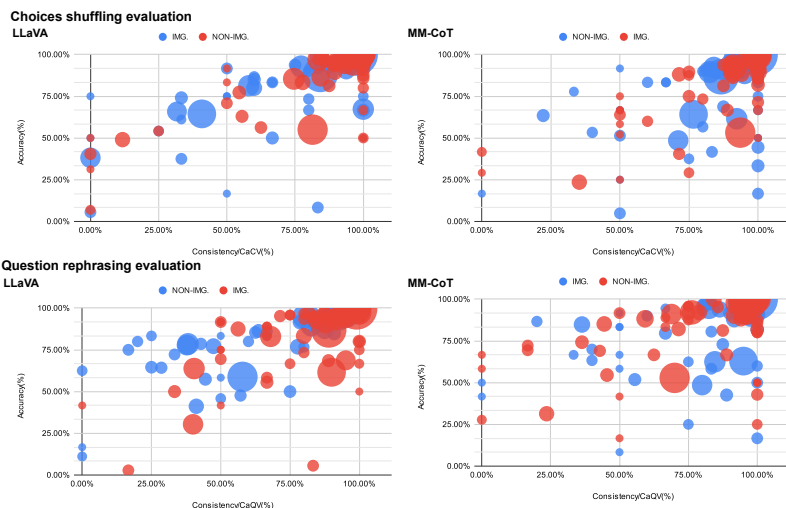 Choices shuffling evaluation
LLaVA
IMG. NON-IMG.
100.00%
75.00%
50.00%
25.00%
0.00%
Accuracy(%)
0.00% 25.00% 50.00% 75.00% 100.00%
Consistency/CaCV(%)
MM-CoT
NON-IMG. IMG.
100.00%
75.00%
50.00%
25.00%
0.00%
Accuracy(%)
0.00% 25.00% 50.00% 75.00% 100.00%
Consistency/CaCV(%)
Question rephrasing evaluation
LLaVA
NON-IMG. IMG.
100.00%
75.00%
50.00%
25.00%
0.00%
Accuracy(%)
0.00% 25.00% 50.00% 75.00% 100.00%
Consistency/CaQV(%)
MM-CoT
IMG. NON-IMG.
100.00%
75.00%
50.00%
25.00%
0.00%
Accuracy(%)
0.00% 25.00% 50.00% 75.00% 100.00%
Consistency/CaQV(%)